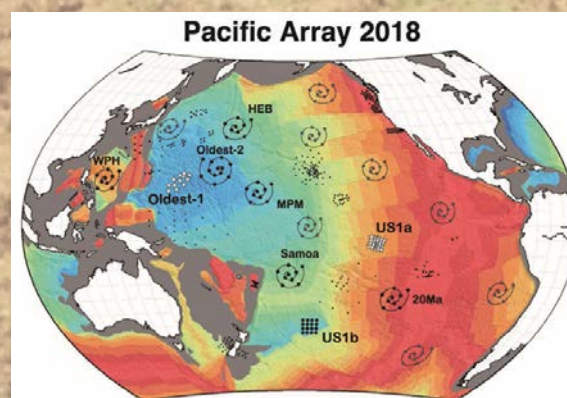 Pacific Array 2018
HEB
WPH
Oldest-2
Oldest-1
MPM
US1a
Samoa
20Ma
US1b